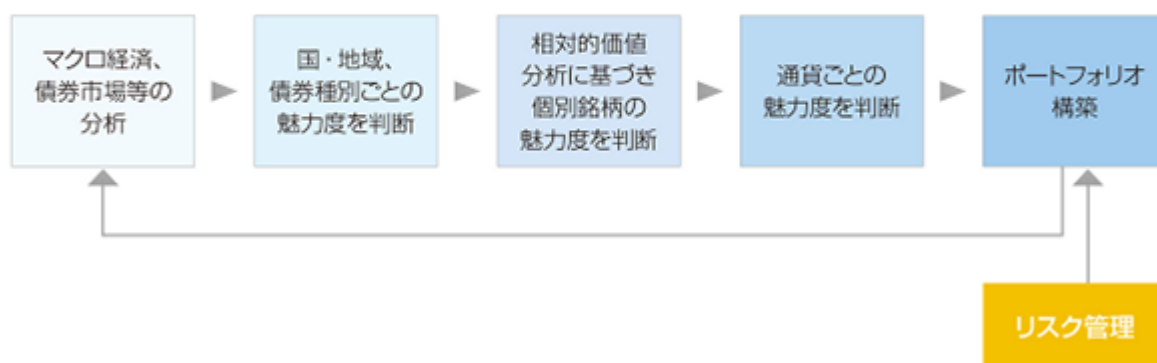 マクロ経済、
債券市場等の
分析
国・地域、
債券種別ごとの
魅力度を判断
相対的価値
分析に基づき
個別銘柄の
魅力度を判断
通貨ごとの
魅力度を判断
ポートフォリオ
構築
リスク管理